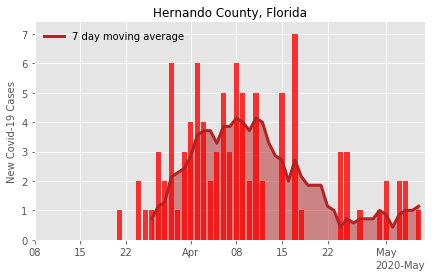 Hernando County, Florida
7 day moving average
New Covid-19 Cases
7
6
5
4
3
2
1
0
08 15 22 Apr 08 15 22 May
2020-May